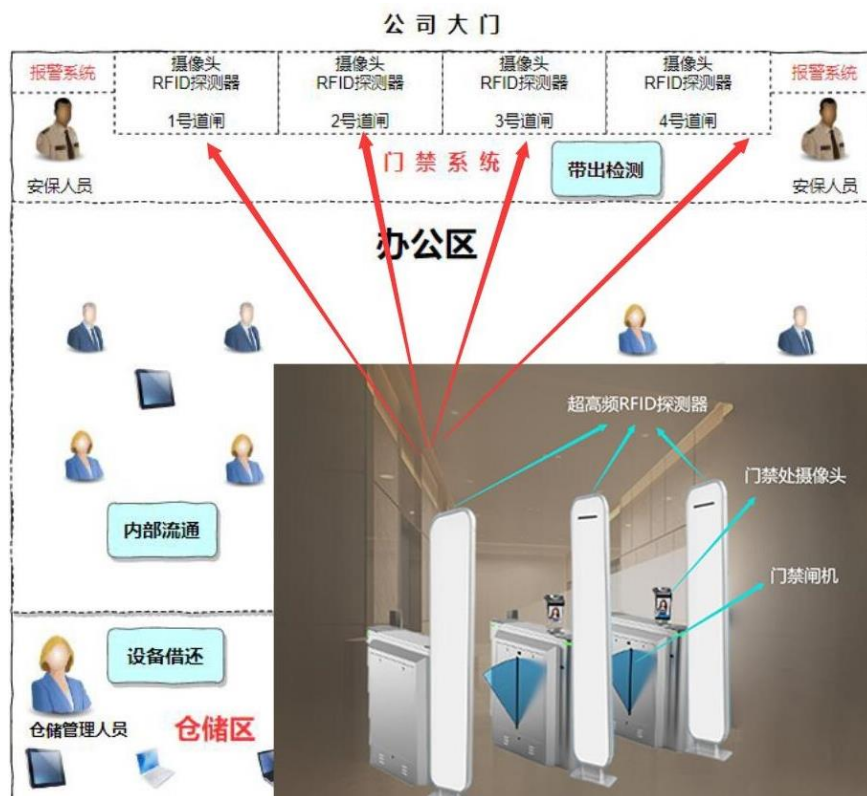 公司大门
报警系统
摄像头
RFID探测器
1号道闸
摄像头
RFID探测器
2号道闸
摄像头
RFID探测器
3号道闸
摄像头
RFID探测器
4号道闸
报警系统
安保人员
门禁系统
带出检测
安保人员
办公区
超高频RFID探测器
门禁处摄像头
门禁闸机
内部流通
设备借还
仓储管理人员
仓储区